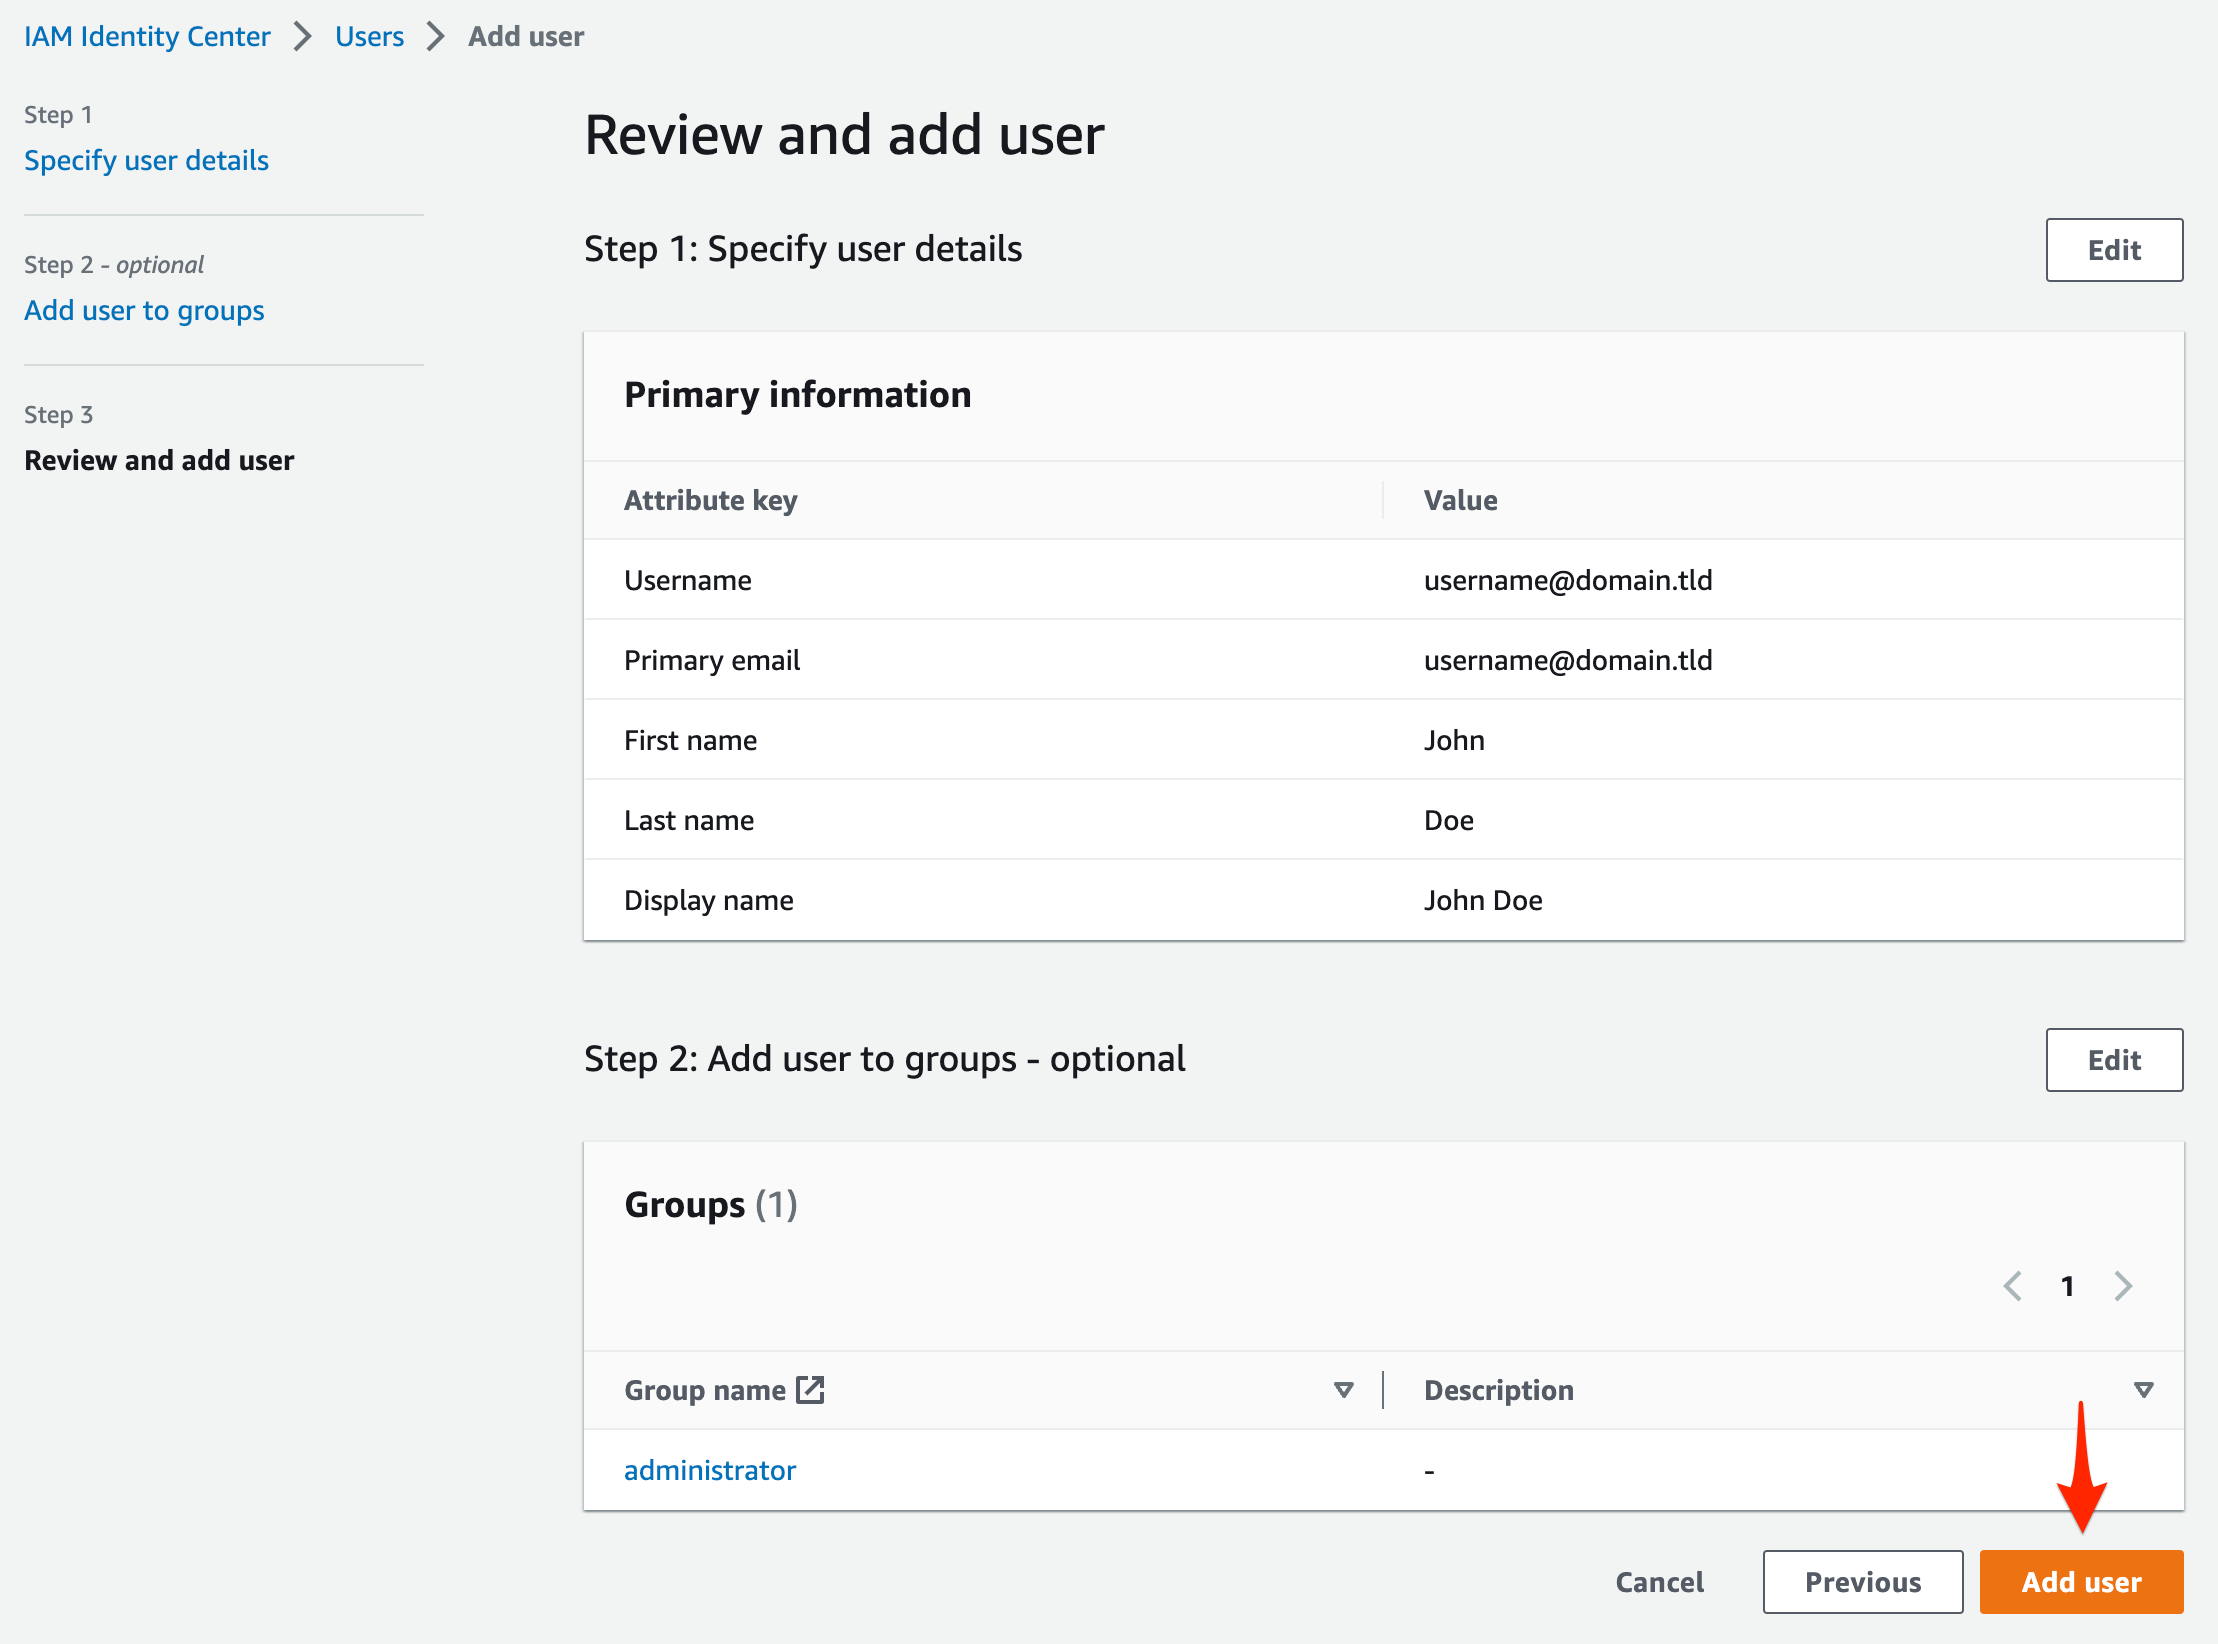 IAM Identity Center Users Add user
Step 1
Specify user details
Step 2 - optional
Add user to groups
Step 3
Review and add user
Review and add user
Step 1: Specify user details
Edit
Primary information
Attribute key Value
Username username@domain.tld
Primary email username@domain.tld
First name John
Last name Doe
Display name John Doe
Step 2: Add user to groups - optional
Edit
Groups (1)
1
Group name Description
administrator -
Cancel Previous Add user